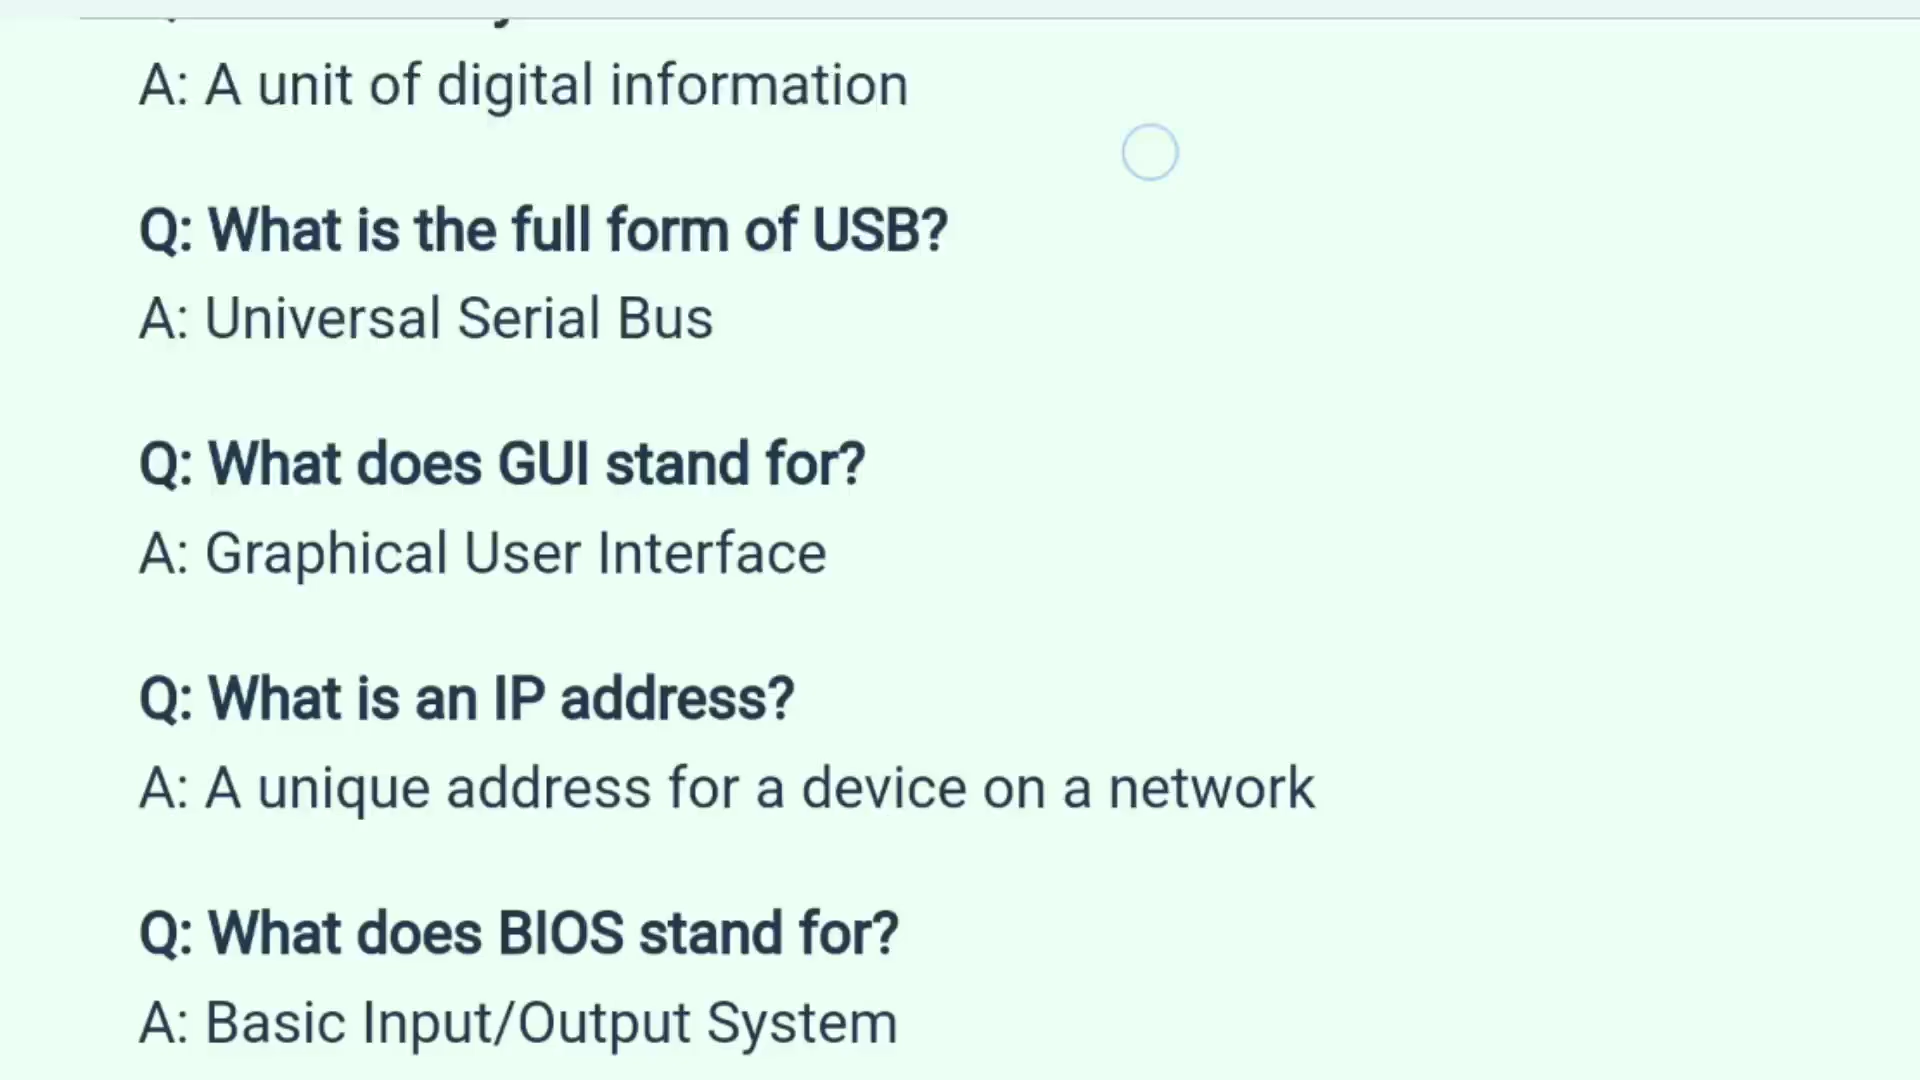 A: A unit of digital information
Q: What is the full form of USB?
A: Universal Serial Bus
Q: What does GUI stand for?
A: Graphical User Interface
Q: What is an IP address?
A: A unique address for a device on a network
Q: What does BIOS stand for?
A: Basic Input/Output System